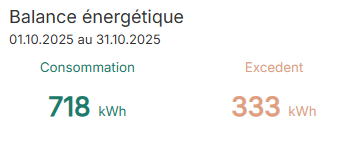 Balance énergétique
01.10.2025 au 31.10.2025
Consommation Excedent
718 kWh 333 kWh